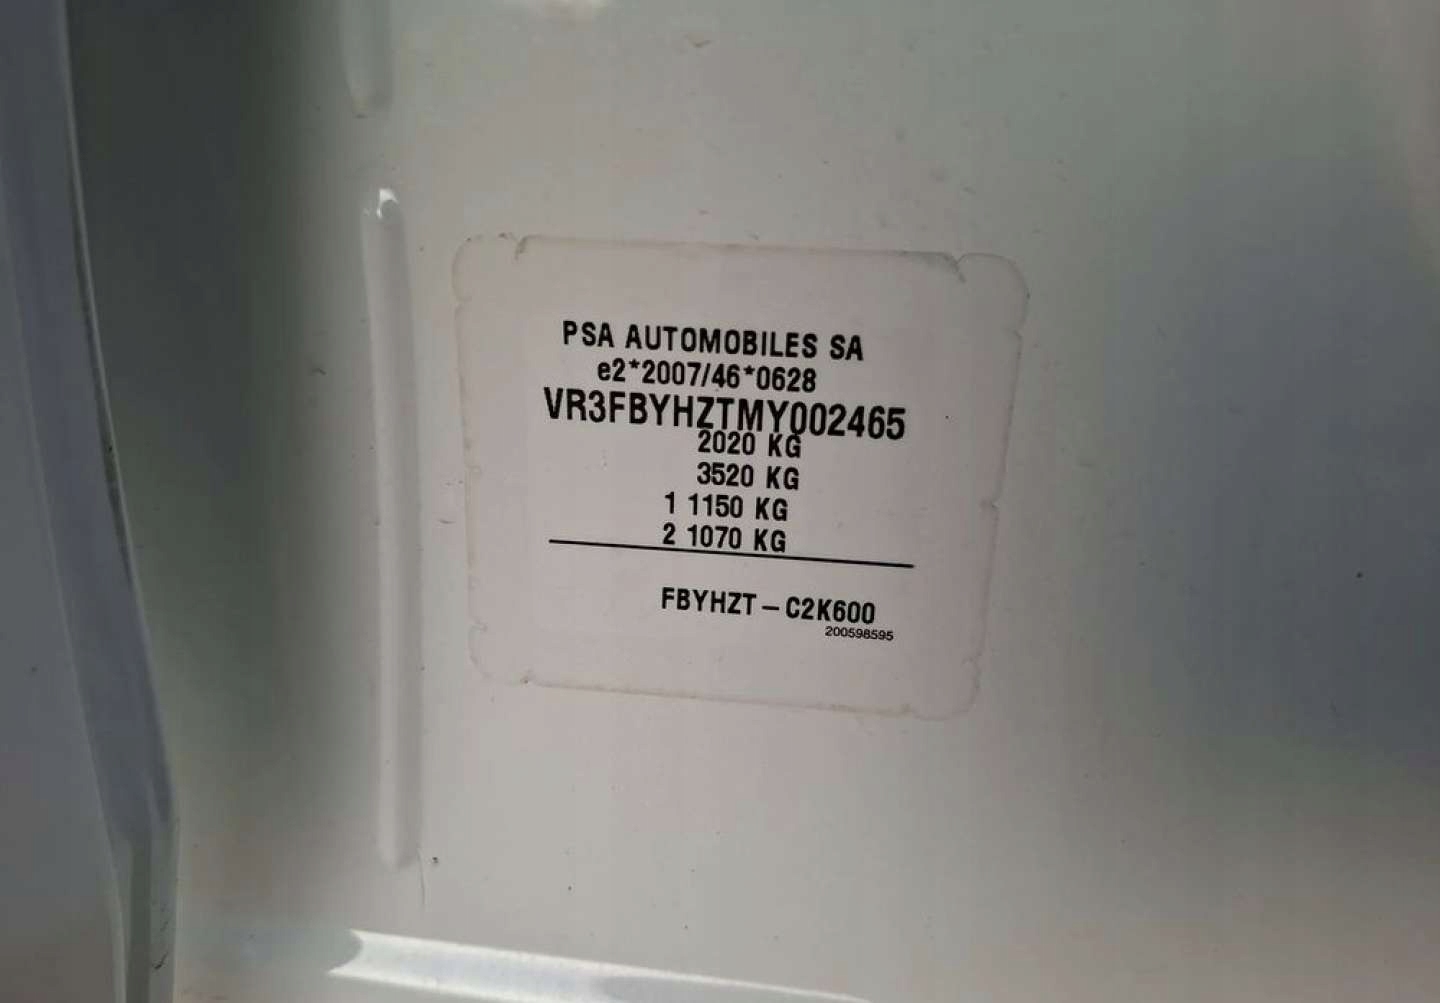 PSA AUTOMOBILES SA
e2*2007/46*0628
VR3FBYHZTMY002465
2020 KG
3520 KG
1 1150 KG
2 1070 KG
FBYHZT – C2K600
200598595